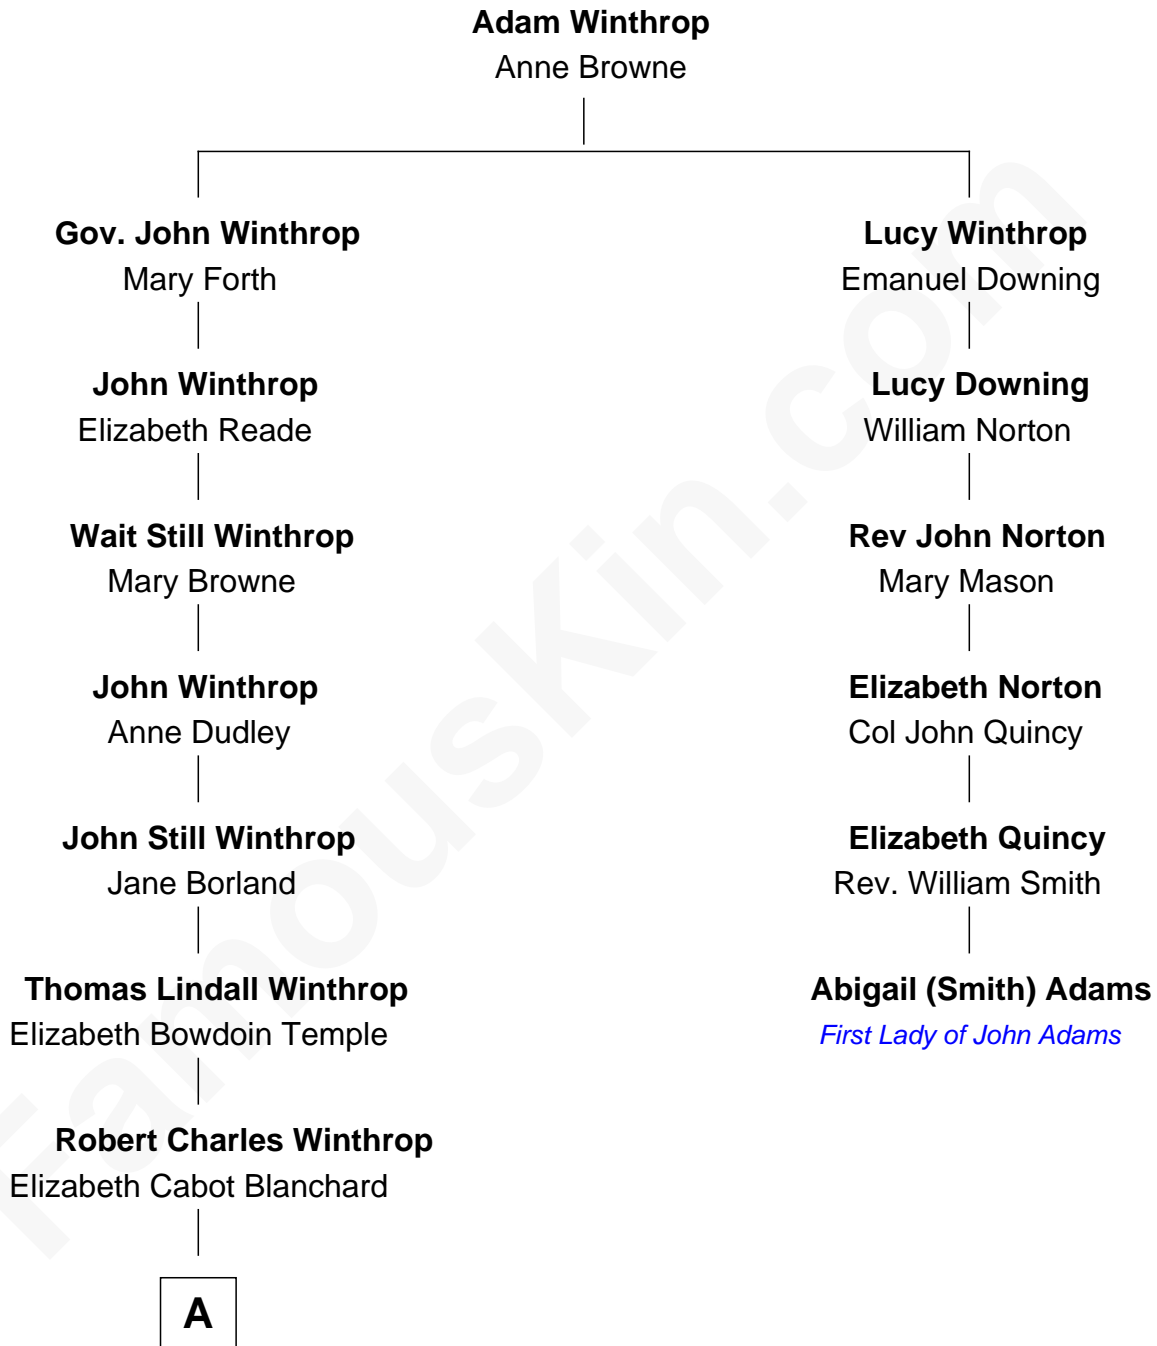 Adam Winthrop
Anne Browne
Gov. John Winthrop
Mary Forth
John Winthrop
Elizabeth Reade
Wait Still Winthrop
Mary Browne
John Winthrop
Anne Dudley
John Still Winthrop
Jane Borland
Thomas Lindall Winthrop
Elizabeth Bowdoin Temple
Robert Charles Winthrop
Elizabeth Cabot Blanchard
A
Lucy Winthrop
Emanuel Downing
Lucy Downing
William Norton
Rev John Norton
Mary Mason
Elizabeth Norton
Col John Quincy
Elizabeth Quincy
Rev. William Smith
Abigail (Smith) Adams
First Lady of John Adams
FamousKin.com